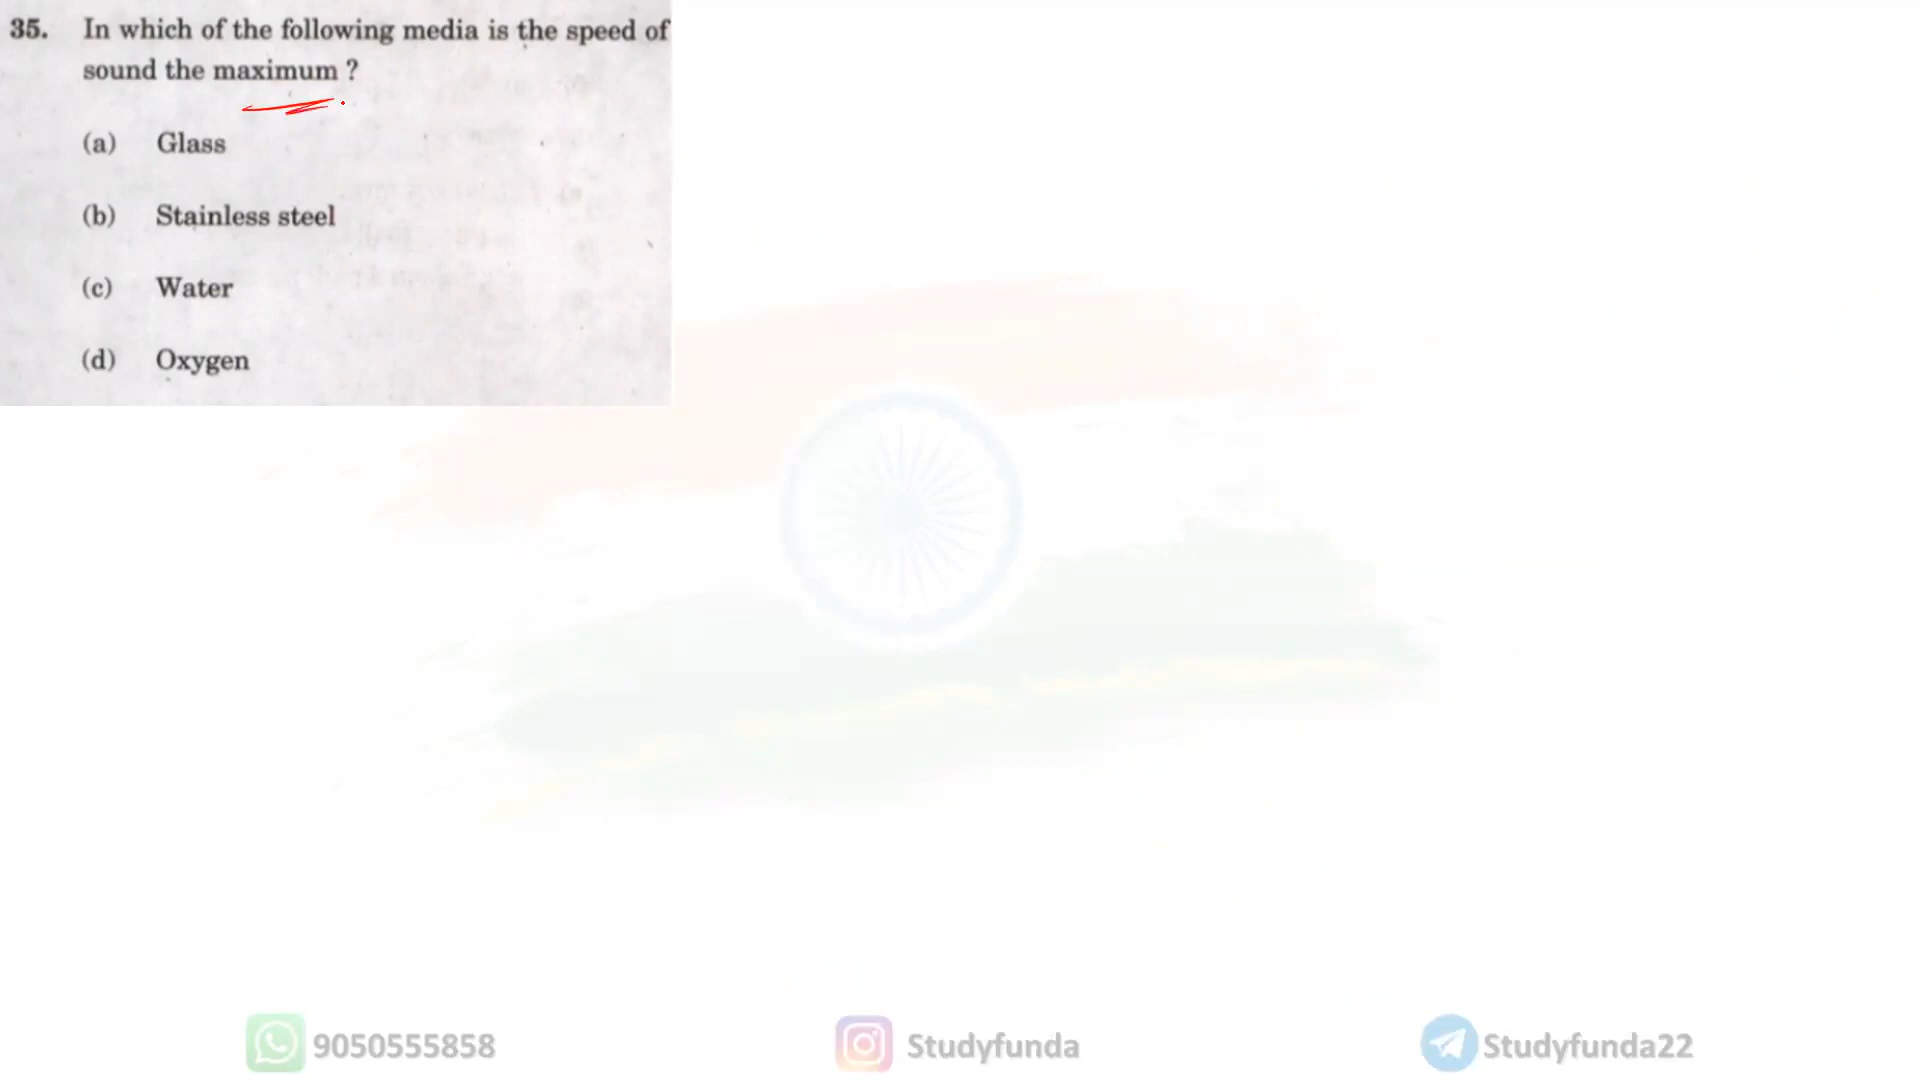 35. In which of the following media is the speed of
sound the maximum ?
(a) Glass
(b) Stainless steel
(c) Water
(d) Oxygen
9050555858 Studyfunda Studyfunda22